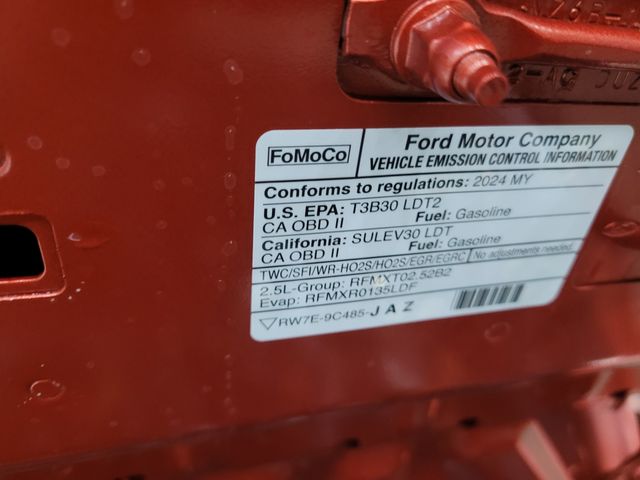 FoMoCo
Ford Motor Company
VEHICLE EMISSION CONTROL INFORMATION
Conforms to regulations: 2024 MY
U.S. EPA: T3B30 LDT2
CA OBD II Fuel: Gasoline
California: SULEV30 LDT
CA OBD II Fuel: Gasoline
TWC/SFI/WR-HO2S/HO2S/EGR/EGRC No adjustments needed.
2.5L-Group: RFMXT02.52B2
Evap: RFMXR0135LDF
RW7E-9C485-JAZ